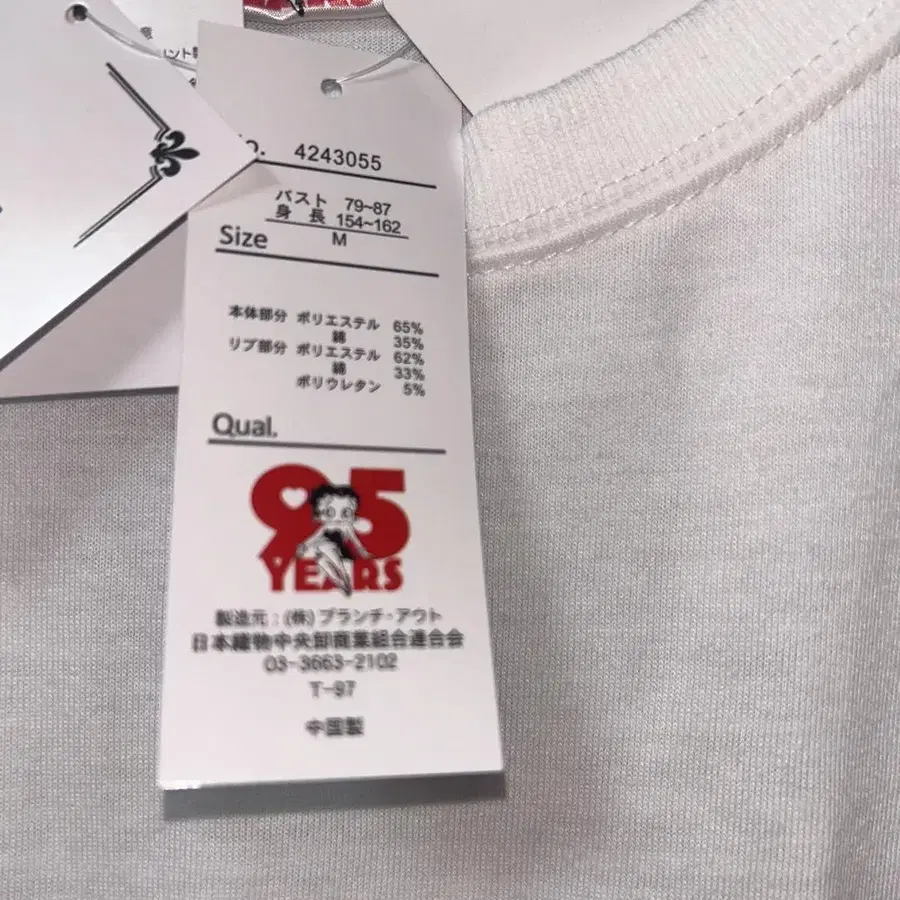 o. 4243055
バスト 79~87
身長 154~162
Size M
本体部分 ポリエステル 65%
綿 35%
リブ部分 ポリエステル 62%
綿 33%
ポリウレタン 5%
Qual.
95
YEARS
製造元:(株)ブランチ・アウト
日本織物中央卸商業組合連合会
03-3663-2102
T-97
中国製